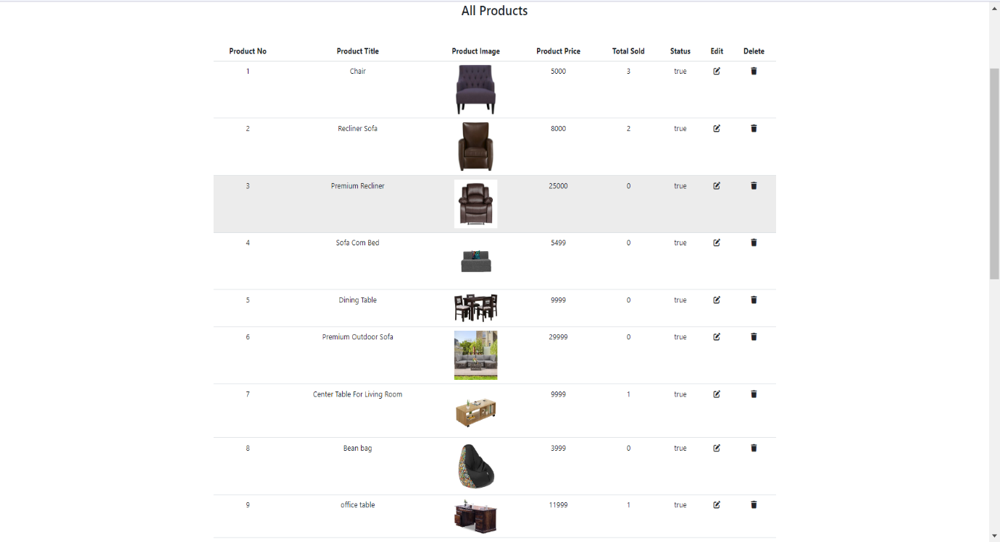 All Products
Product No Product Title Product Image Product Price Total Sold Status Edit Delete
1 Chair 5000 3 true
2 Recliner Sofa 8000 2 true
3 Premium Recliner 25000 0 true
4 Sofa Com Bed 5499 0 true
5 Dining Table 9999 0 true
6 Premium Outdoor Sofa 29999 0 true
7 Center Table For Living Room 9999 1 true
8 Bean bag 3999 0 true
9 office table 11999 1 true